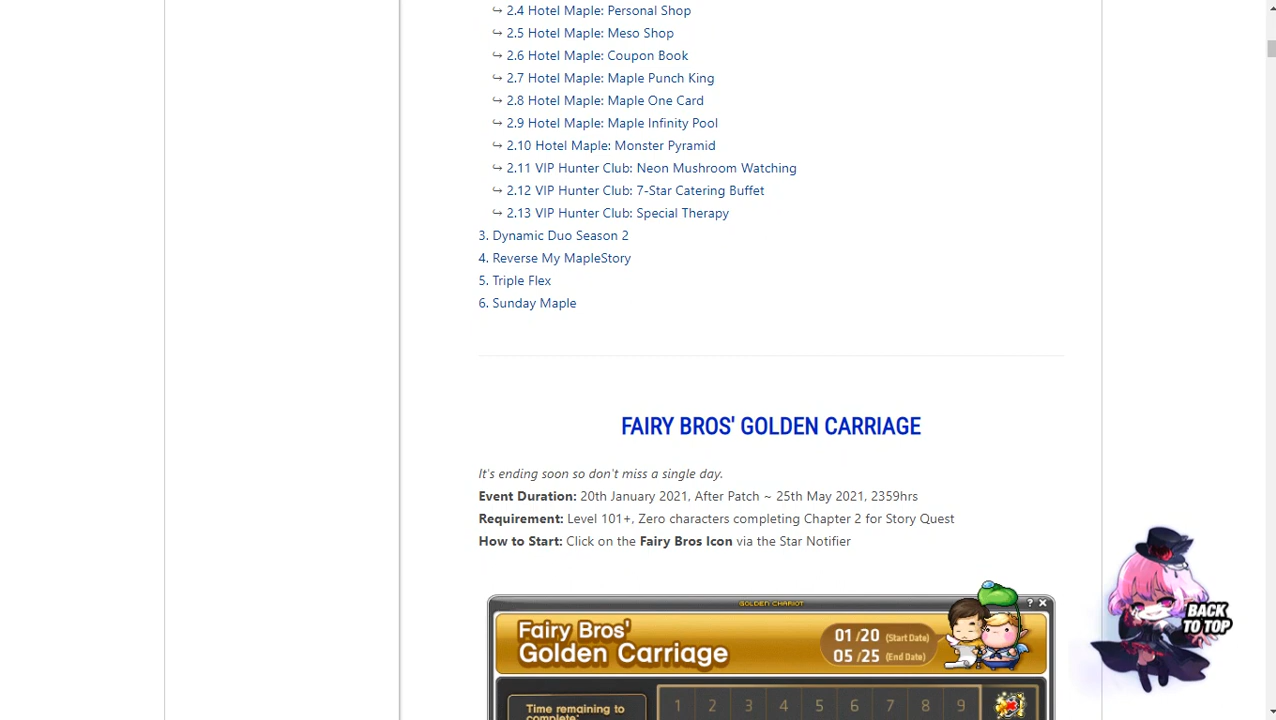 ↪ 2.4 Hotel Maple: Personal Shop
↪ 2.5 Hotel Maple: Meso Shop
↪ 2.6 Hotel Maple: Coupon Book
↪ 2.7 Hotel Maple: Maple Punch King
↪ 2.8 Hotel Maple: Maple One Card
↪ 2.9 Hotel Maple: Maple Infinity Pool
↪ 2.10 Hotel Maple: Monster Pyramid
↪ 2.11 VIP Hunter Club: Neon Mushroom Watching
↪ 2.12 VIP Hunter Club: 7-Star Catering Buffet
↪ 2.13 VIP Hunter Club: Special Therapy
3. Dynamic Duo Season 2
4. Reverse My MapleStory
5. Triple Flex
6. Sunday Maple
FAIRY BROS' GOLDEN CARRIAGE
It's ending soon so don't miss a single day.
Event Duration: 20th January 2021, After Patch ~ 25th May 2021, 2359hrs
Requirement: Level 101+, Zero characters completing Chapter 2 for Story Quest
How to Start: Click on the Fairy Bros Icon via the Star Notifier
GOLDEN CHARIOT
Fairy Bros'
Golden Carriage
01/20 (Start Date)
05/25 (End Date)
Time remaining to
complete:
1 2 3 4 5 6 7 8 9
BACK
TO TOP